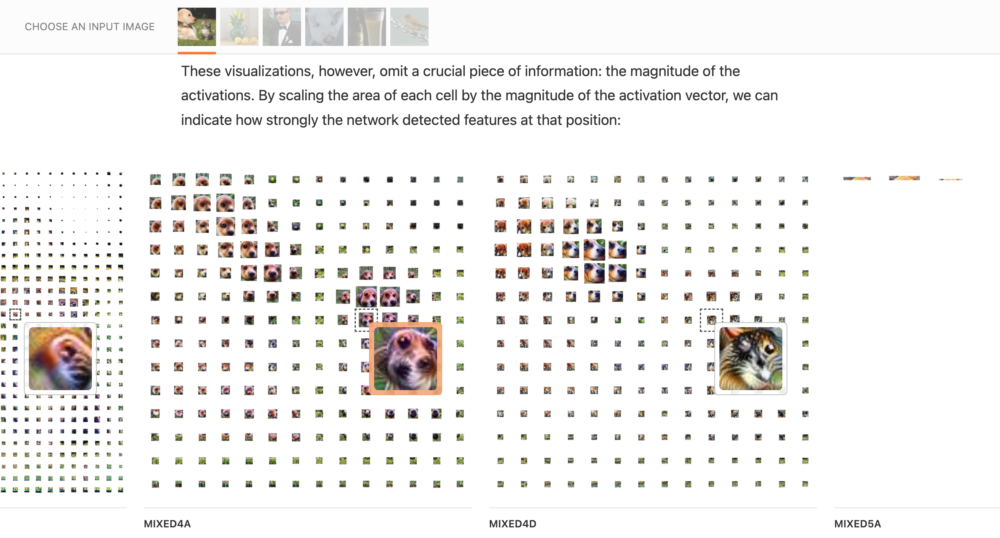 CHOOSE AN INPUT IMAGE
These visualizations, however, omit a crucial piece of information: the magnitude of the
activations. By scaling the area of each cell by the magnitude of the activation vector, we can
indicate how strongly the network detected features at that position:
MIXED4A
MIXED4D
MIXED5A